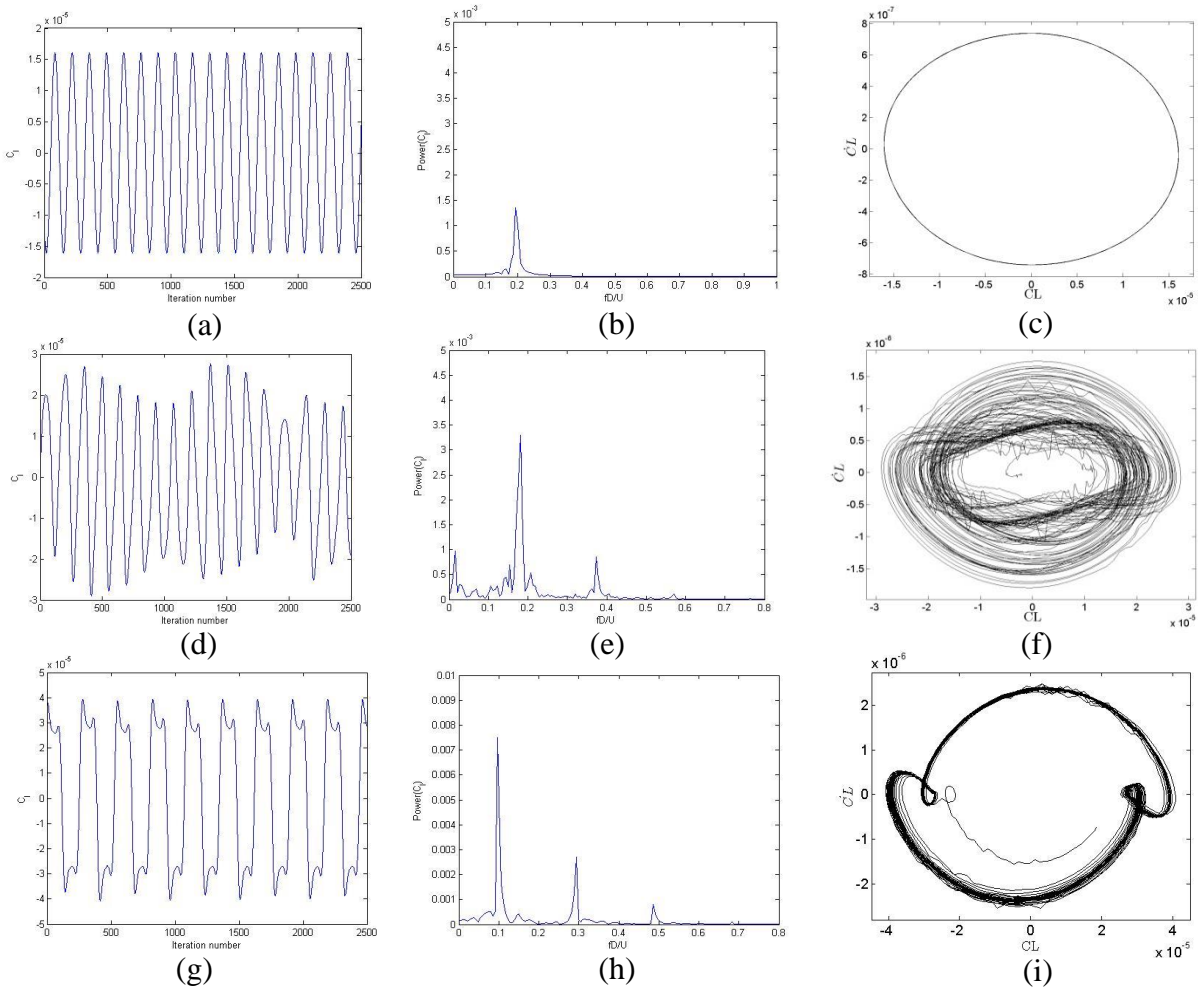 x 10⁻⁵
2
1.5
1
0.5
0
-0.5
-1
-1.5
-2
0 500 1000 1500 2000 2500
C_l
Iteration number
(a)
x 10⁻³
5
4.5
4
3.5
3
2.5
2
1.5
1
0.5
0
0 0.1 0.2 0.3 0.4 0.5 0.6 0.7 0.8 0.9 1
Power(C_l)
fD/U
(b)
x 10⁻⁷
8
6
4
2
0
-2
-4
-6
-8
-1.5 -1 -0.5 0 0.5 1 1.5
ĊL
CL
x 10⁻⁵
(c)
x 10⁻⁵
3
2
1
0
-1
-2
-3
0 500 1000 1500 2000 2500
C_l
Iteration number
(d)
x 10⁻³
5
4.5
4
3.5
3
2.5
2
1.5
1
0.5
0
0 0.1 0.2 0.3 0.4 0.5 0.6 0.7 0.8
Power(C_l)
fD/U
(e)
x 10⁻⁶
1.5
1
0.5
0
-0.5
-1
-1.5
-3 -2 -1 0 1 2 3
ĊL
CL
x 10⁻⁵
(f)
x 10⁻⁵
5
4
3
2
1
0
-1
-2
-3
-4
-5
0 500 1000 1500 2000 2500
C_l
Iteration number
(g)
0.01
0.009
0.008
0.007
0.006
0.005
0.004
0.003
0.002
0.001
0
0 0.1 0.2 0.3 0.4 0.5 0.6 0.7 0.8
Power(C_l)
fD/U
(h)
x 10⁻⁶
2
1
0
-1
-2
-4 -2 0 2 4
ĊL
CL
x 10⁻⁵
(i)